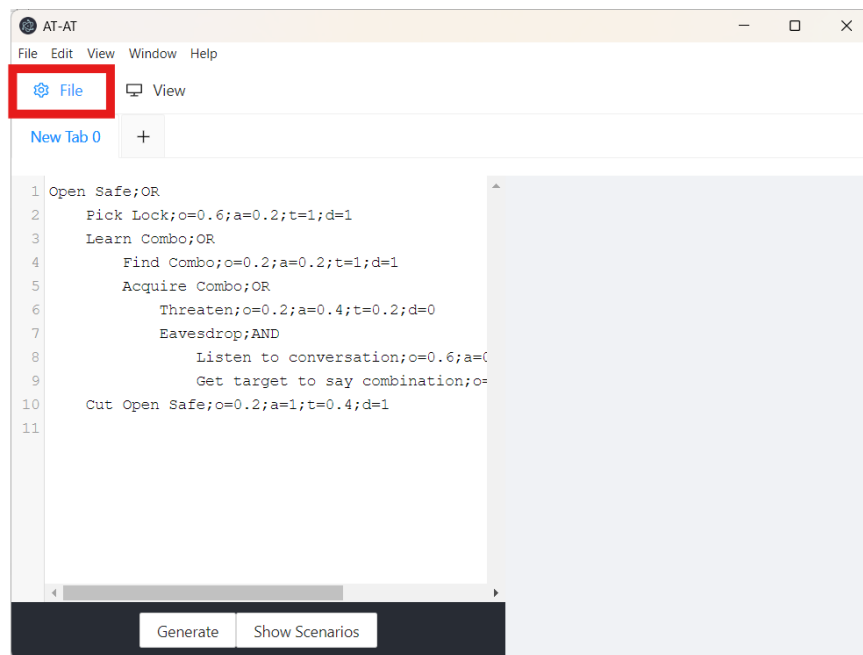 AT-AT
File Edit View Window Help
File View
New Tab 0 +
1 Open Safe;OR
2 Pick Lock;o=0.6;a=0.2;t=1;d=1
3 Learn Combo;OR
4 Find Combo;o=0.2;a=0.2;t=1;d=1
5 Acquire Combo;OR
6 Threaten;o=0.2;a=0.4;t=0.2;d=0
7 Eavesdrop;AND
8 Listen to conversation;o=0.6;a=
9 Get target to say combination;o=
10 Cut Open Safe;o=0.2;a=1;t=0.4;d=1
11
Generate Show Scenarios